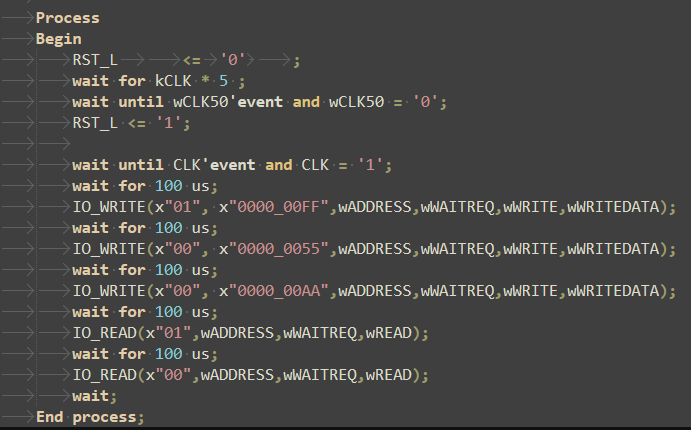 Process
Begin
RST_L <= '0' ;
wait for kCLK * 5 ;
wait until wCLK50'event and wCLK50 = '0';
RST_L <= '1';
wait until CLK'event and CLK = '1';
wait for 100 us;
IO_WRITE(x"01", x"0000_00FF",wADDRESS,wWAITREQ,wWRITE,wWRITEDATA);
wait for 100 us;
IO_WRITE(x"00", x"0000_0055",wADDRESS,wWAITREQ,wWRITE,wWRITEDATA);
wait for 100 us;
IO_WRITE(x"00", x"0000_00AA",wADDRESS,wWAITREQ,wWRITE,wWRITEDATA);
wait for 100 us;
IO_READ(x"01",wADDRESS,wWAITREQ,wREAD);
wait for 100 us;
IO_READ(x"00",wADDRESS,wWAITREQ,wREAD);
wait;
End process;